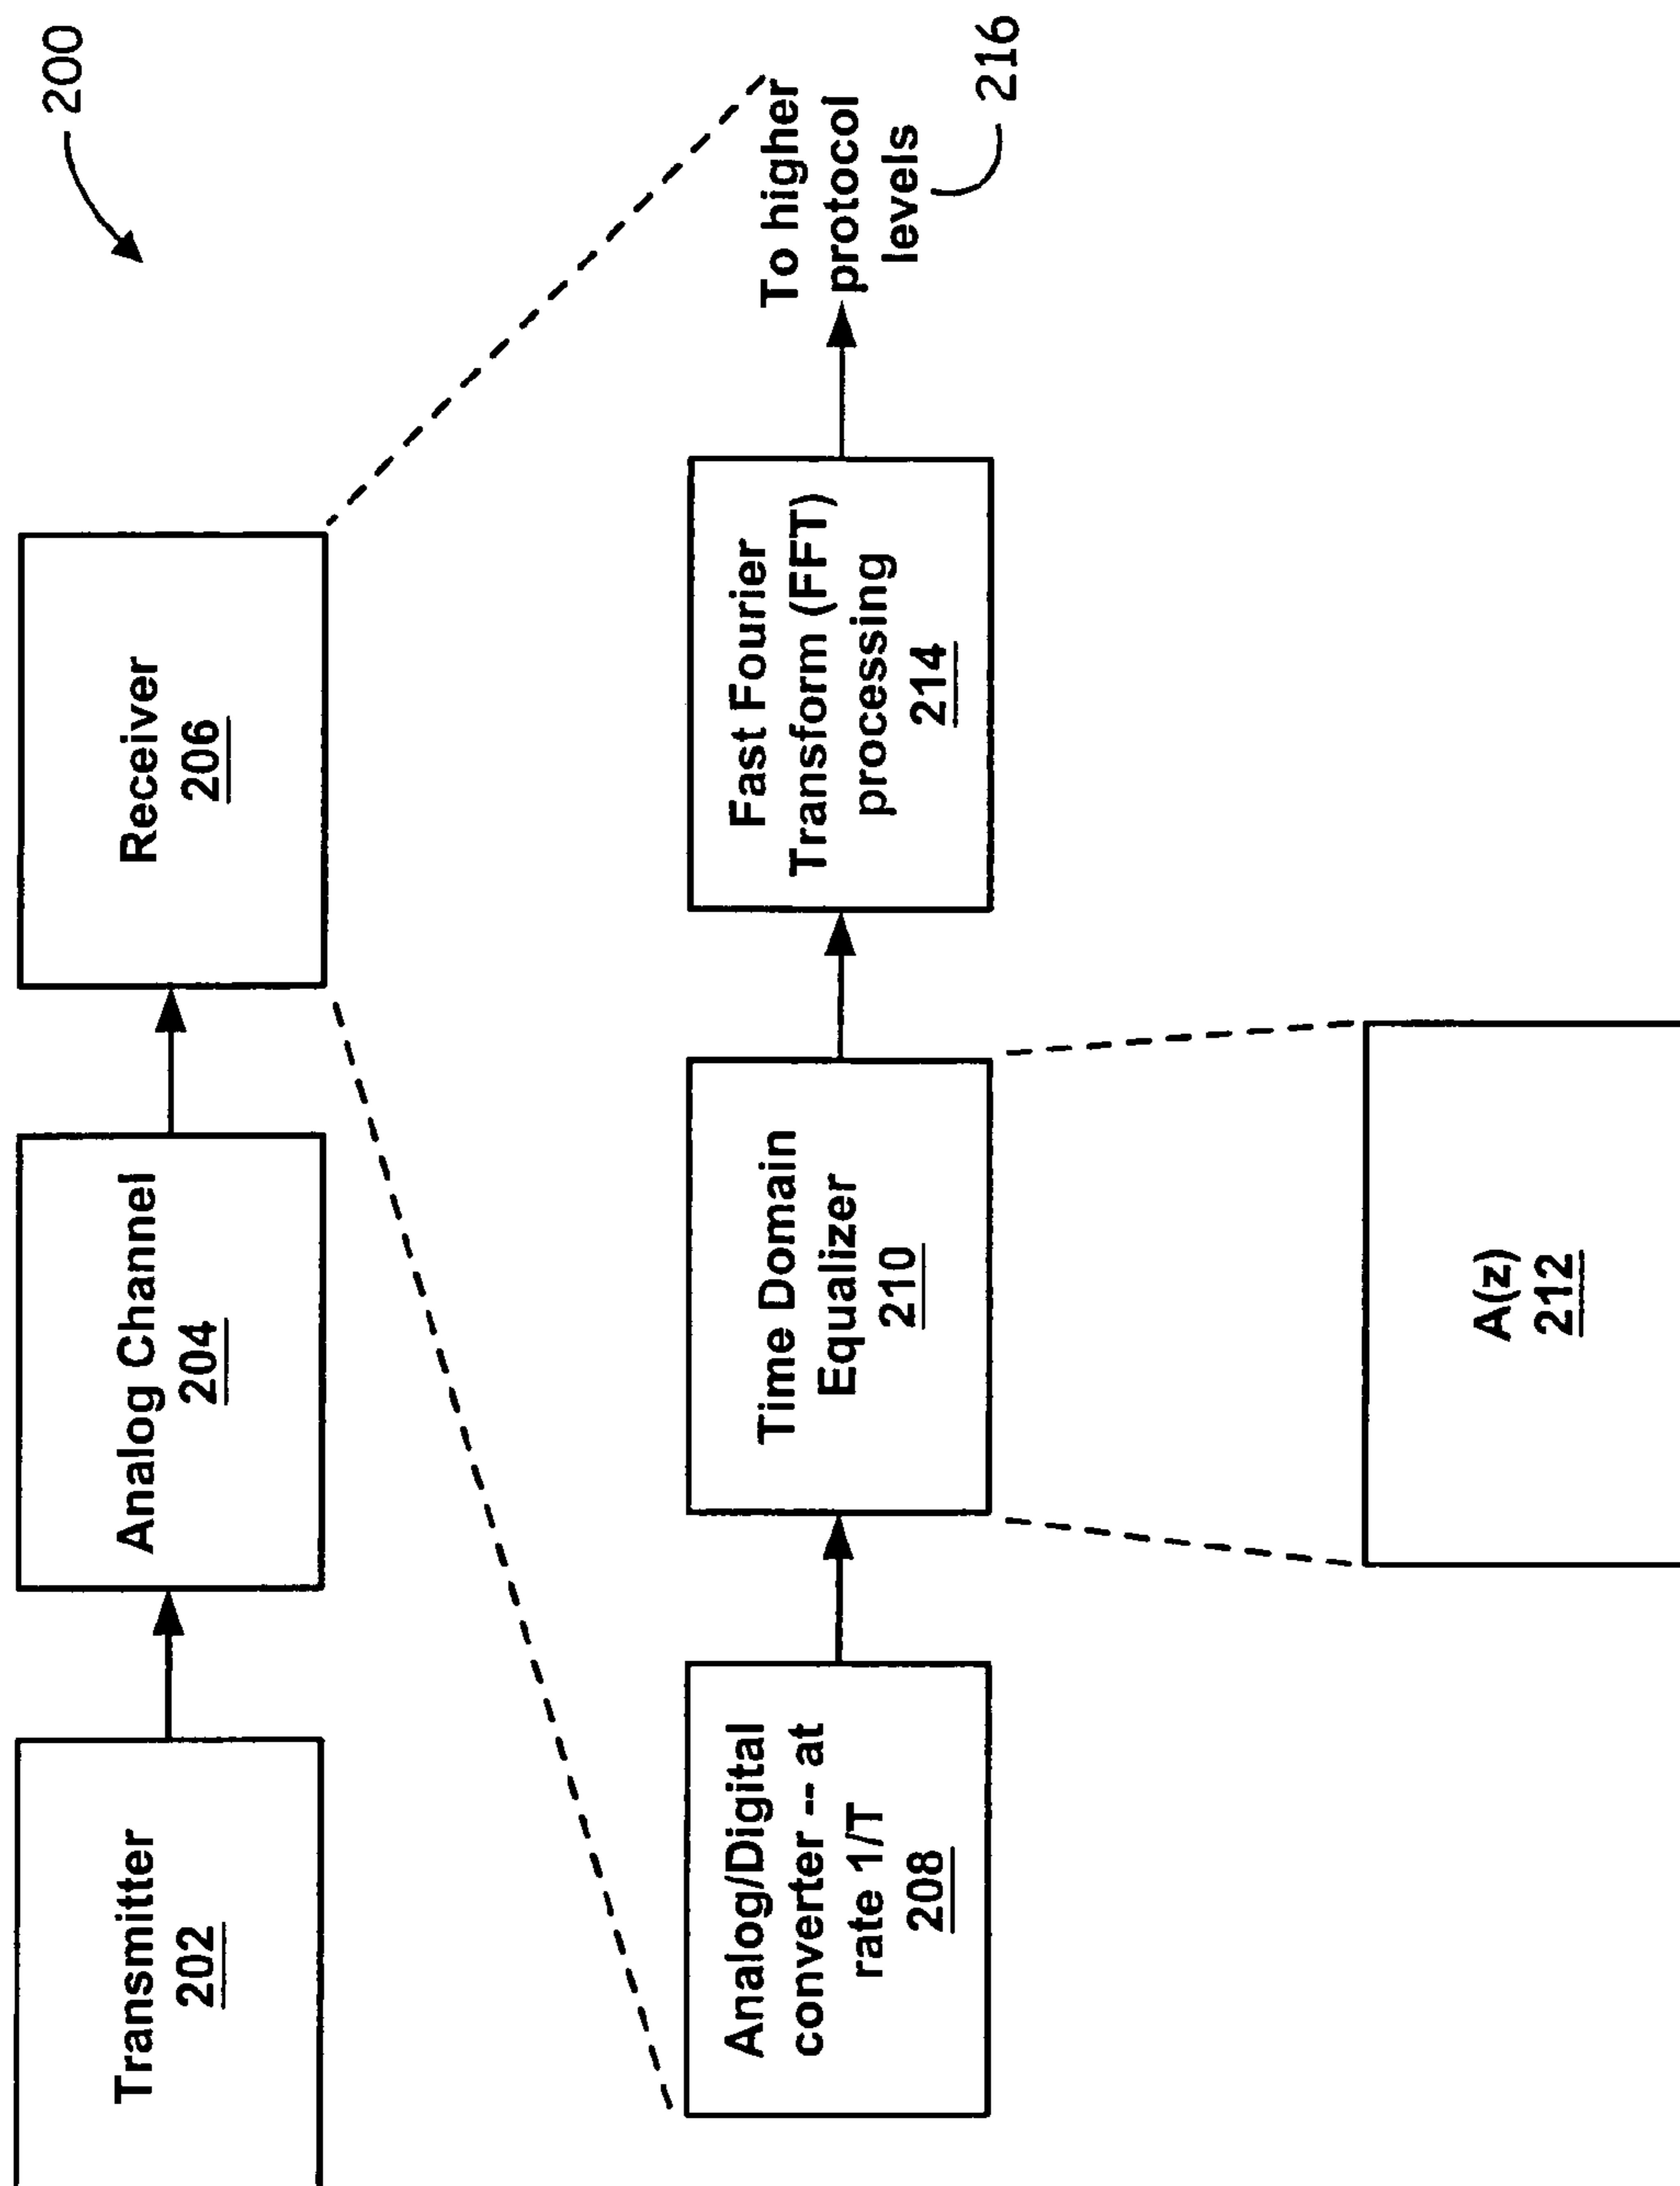 200
Transmitter
202
Analog Channel
204
Receiver
206
Analog/Digital
converter -- at
rate 1/T
208
Time Domain
Equalizer
210
Fast Fourier
Transform (FFT)
processing
214
To higher
protocol
levels
216
A(z)
212